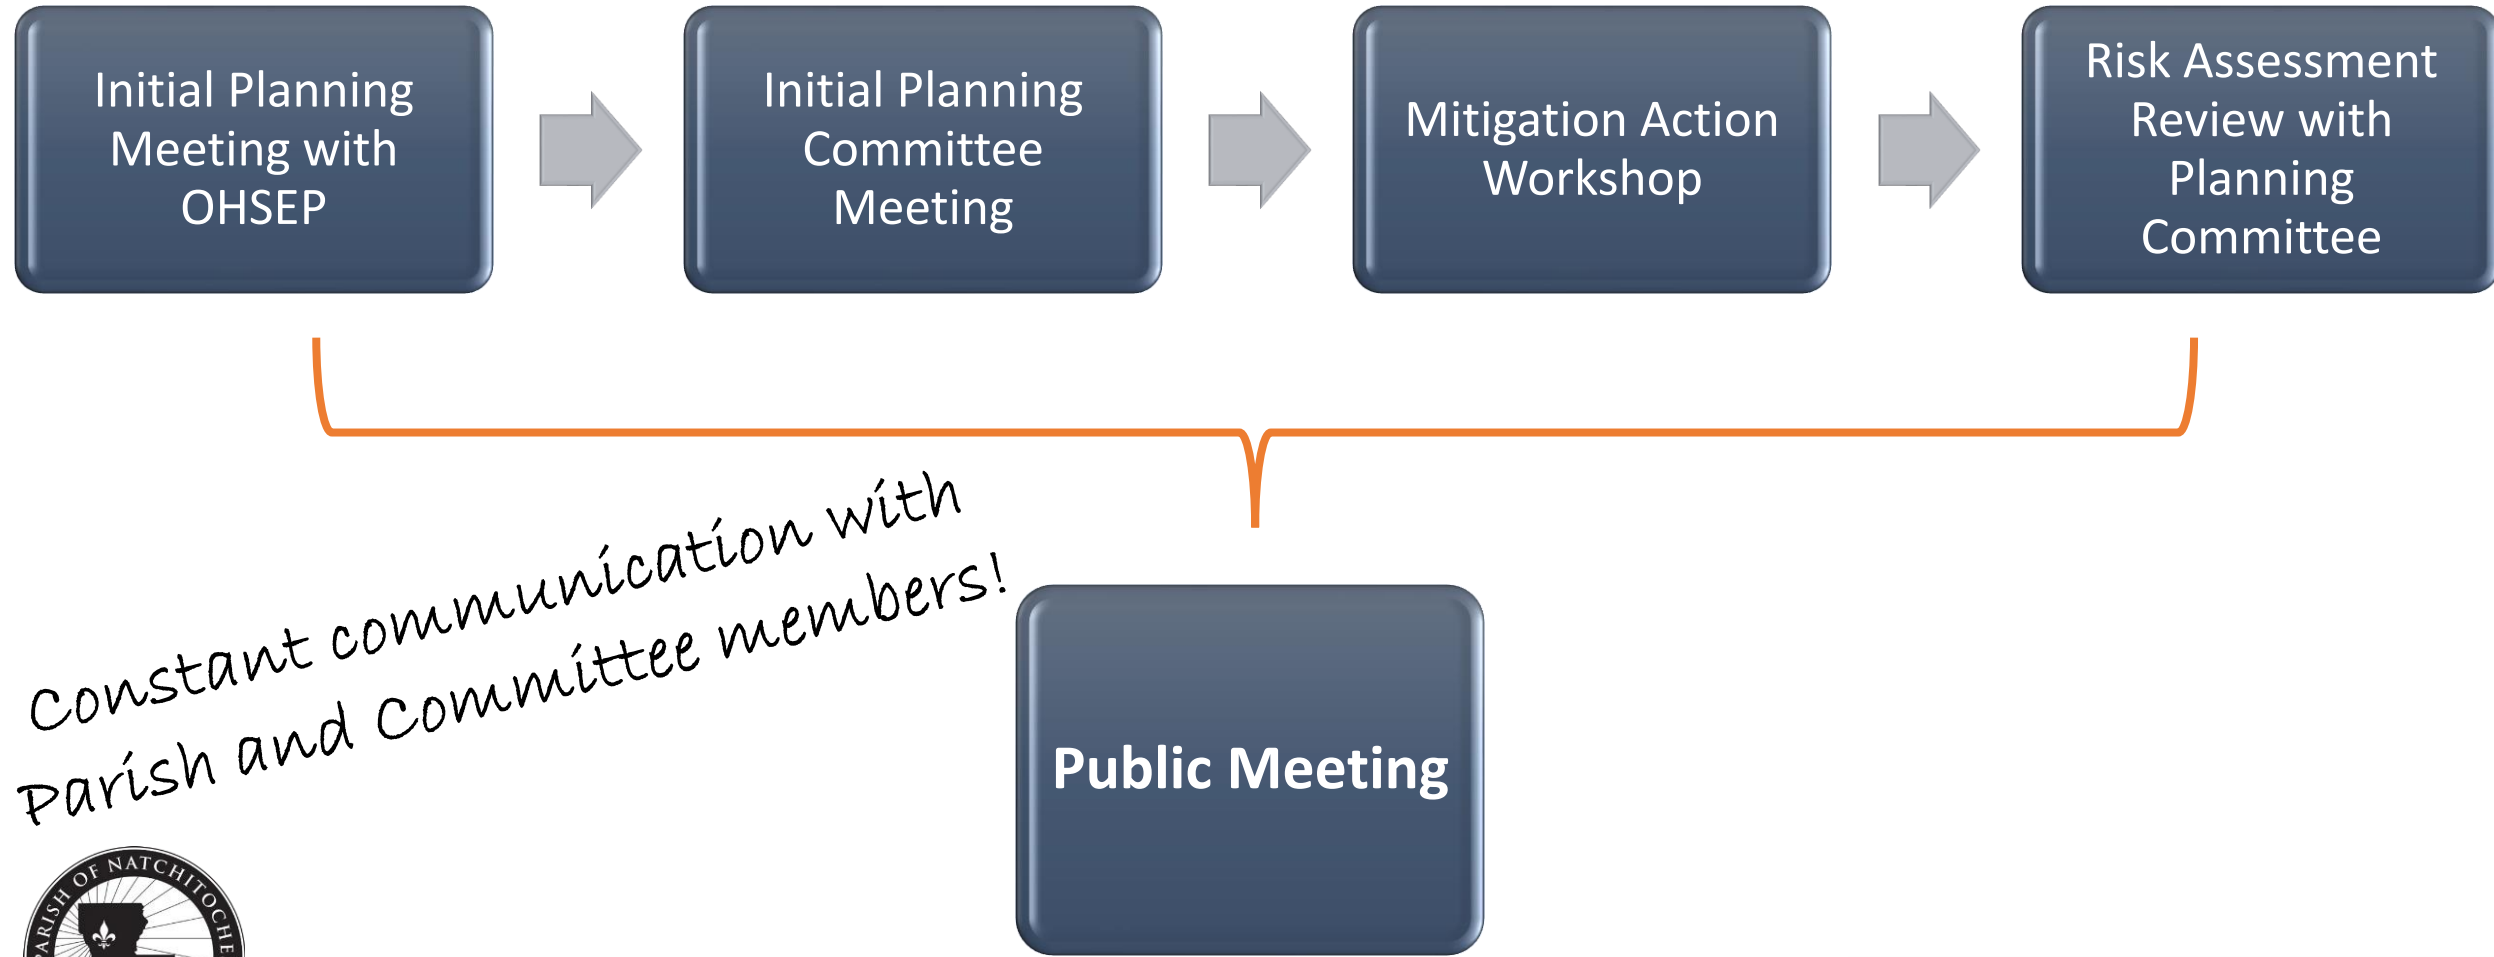 Initial Planning
Meeting with
OHSEP
Initial Planning
Committee
Meeting
Mitigation Action
Workshop
Risk Assessment
Review with
Planning
Committee
Constant communication with
Parish and Committee members!
Public Meeting
PARISH OF NATCHITOCHE